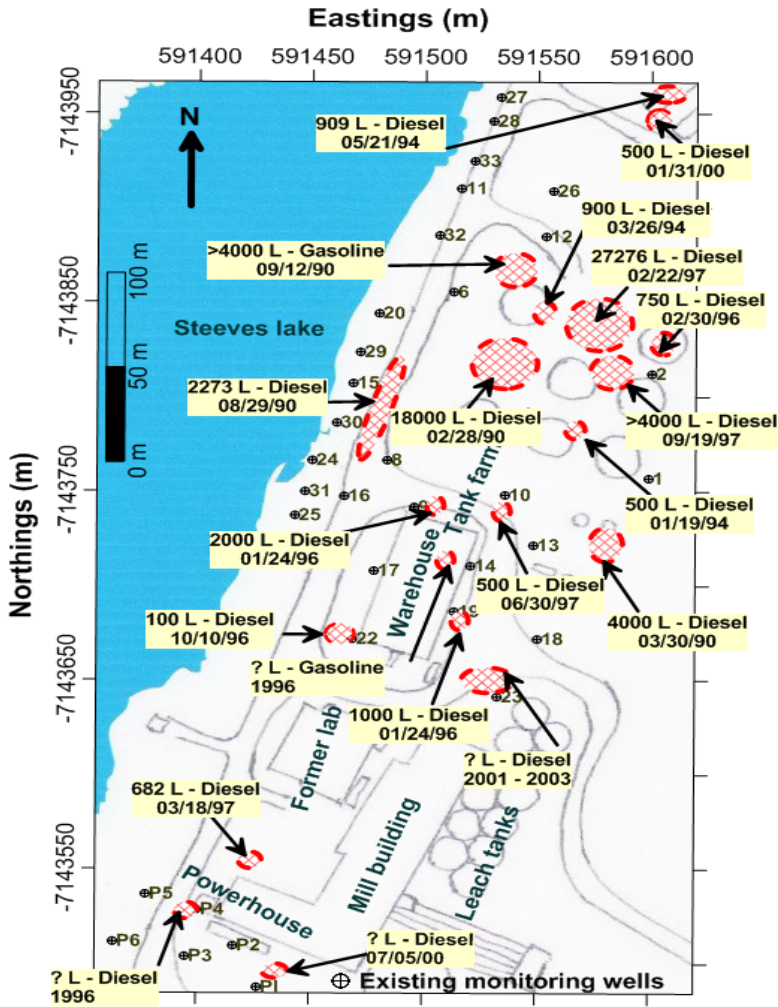 Eastings (m)
591400 591450 591500 591550 591600
-7143950
-7143850
-7143750
-7143650
-7143550
Northings (m)
N
100 m
50 m
0 m
Steeves lake
27
909 L - Diesel
05/21/94
28
500 L - Diesel
01/31/00
33
11
26
900 L - Diesel
03/26/94
32
12
>4000 L - Gasoline
09/12/90
27276 L - Diesel
02/22/97
6
750 L - Diesel
02/30/96
20
29
2
15
2273 L - Diesel
08/29/90
30
18000 L - Diesel
02/28/90
>4000 L - Diesel
09/19/97
24
8
Tank farm
1
31
16
10
500 L - Diesel
01/19/94
25
9
2000 L - Diesel
01/24/96
13
17
Warehouse
14
500 L - Diesel
06/30/97
100 L - Diesel
10/10/96
19
4000 L - Diesel
03/30/90
22
18
? L - Gasoline
1996
23
1000 L - Diesel
01/24/96
? L - Diesel
2001 - 2003
Former lab
682 L - Diesel
03/18/97
Mill building
Leach tanks
Powerhouse
P5
P4
P6
P3
P2
? L - Diesel
07/05/00
? L - Diesel
1996
PI
Existing monitoring wells